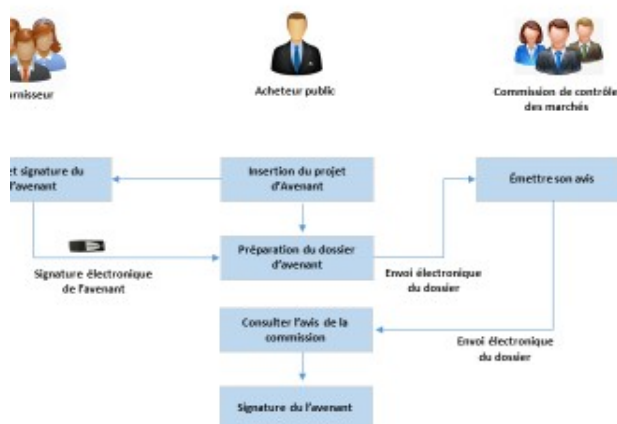 urnisseur
Acheteur public
Commission de contrôle
des marchés
et signature du
l'avenant
Insertion du projet
d'Avenant
Émettre son avis
Préparation du dossier
d'avenant
Signature électronique
de l'avenant
Envoi électronique
du dossier
Consulter l'avis de la
commission
Envoi électronique
du dossier
Signature du l'avenant